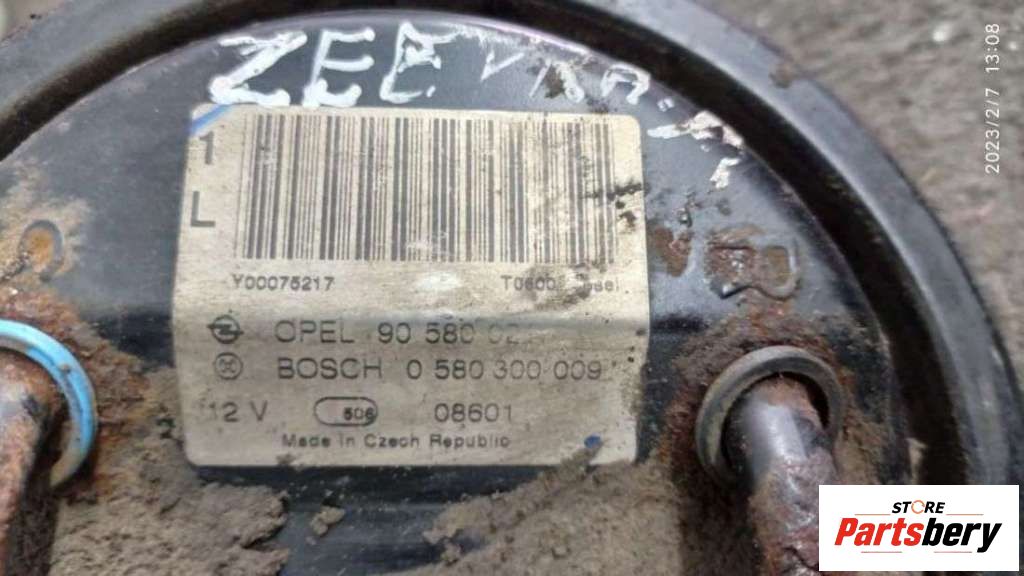 ZEE
1
L
Y00075217
OPEL 90 580
BOSCH 0 580 300 009
12 V 506 08601
Made in Czech Republic
2023/2/7 13:08
STORE
Partsbery